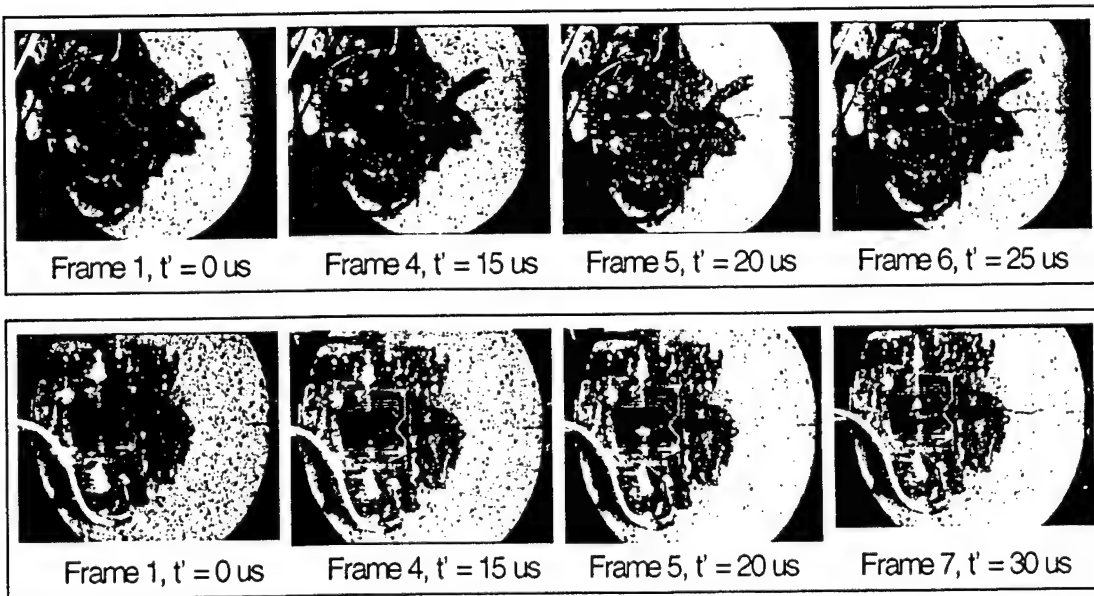 Frame 1, t' = 0 us Frame 4, t' = 15 us Frame 5, t' = 20 us Frame 6, t' = 25 us
Frame 1, t' = 0 us Frame 4, t' = 15 us Frame 5, t' = 20 us Frame 7, t' = 30 us